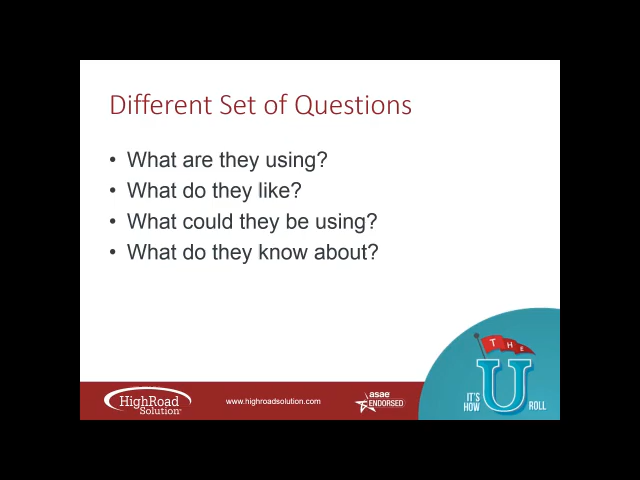 Different Set of Questions
• What are they using?
• What do they like?
• What could they be using?
• What do they know about?
THE
U
IT'S HOW
ROLL
HighRoad
Solution
www.highroadsolution.com
asae
ENDORSED